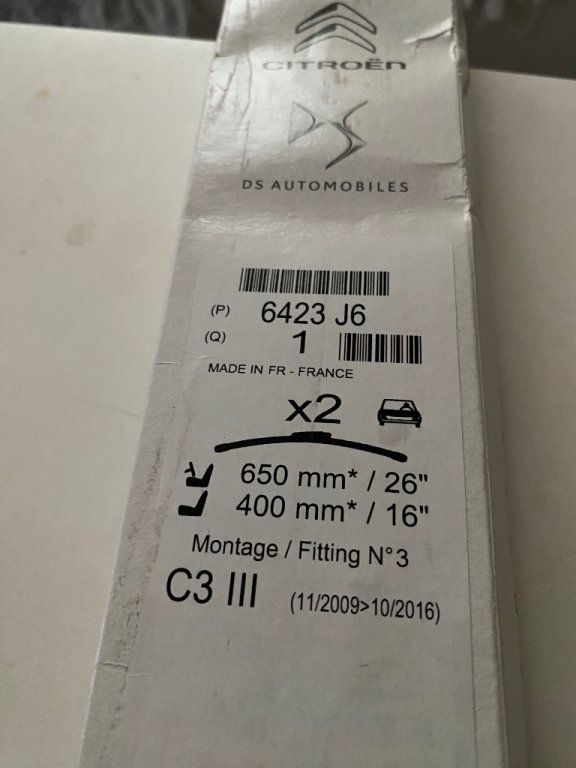 CITROËN
DS AUTOMOBILES
(P) 6423 J6
(Q) 1
MADE IN FR - FRANCE
x2
650 mm* / 26"
400 mm* / 16"
Montage / Fitting N°3
C3 III (11/2009>10/2016)